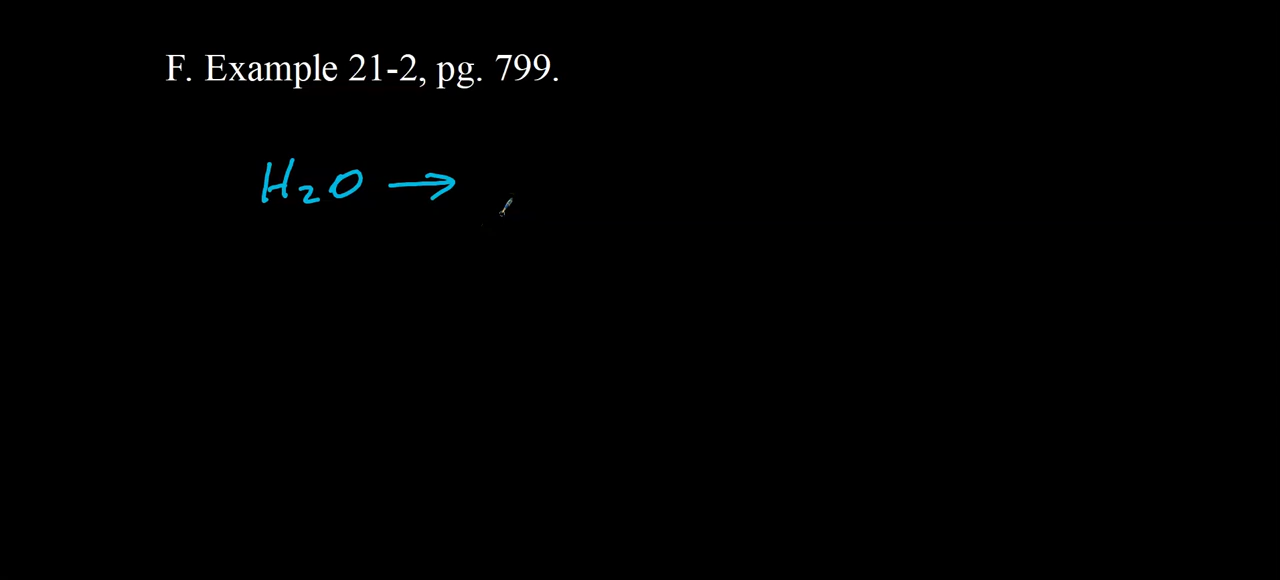 F. Example 21-2, pg. 799.
H₂O →